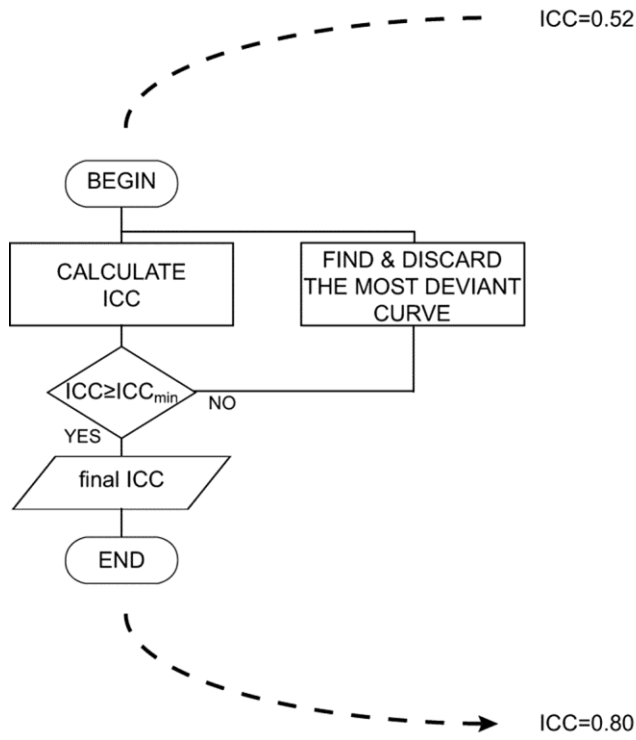 ICC=0.52
BEGIN
CALCULATE
ICC
FIND & DISCARD
THE MOST DEVIANT
CURVE
ICC≥ICCmin
NO
YES
final ICC
END
ICC=0.80